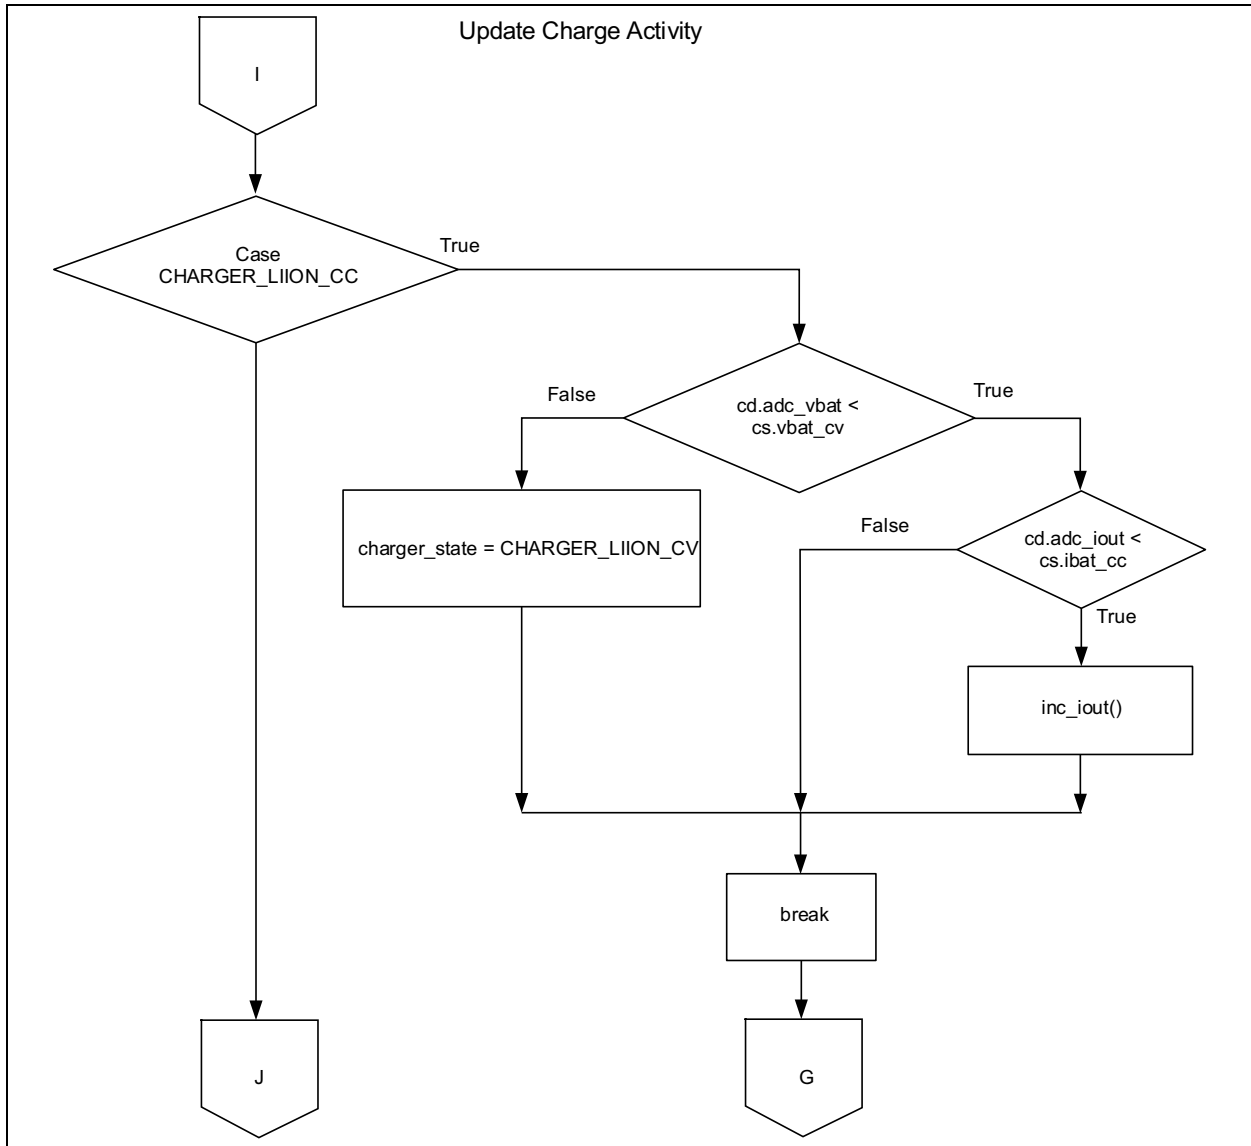 Update Charge Activity
I
Case
CHARGER_LIION_CC
True
cd.adc_vbat <
cs.vbat_cv
False
True
charger_state = CHARGER_LIION_CV
cd.adc_iout <
cs.ibat_cc
False
True
inc_iout()
break
J
G